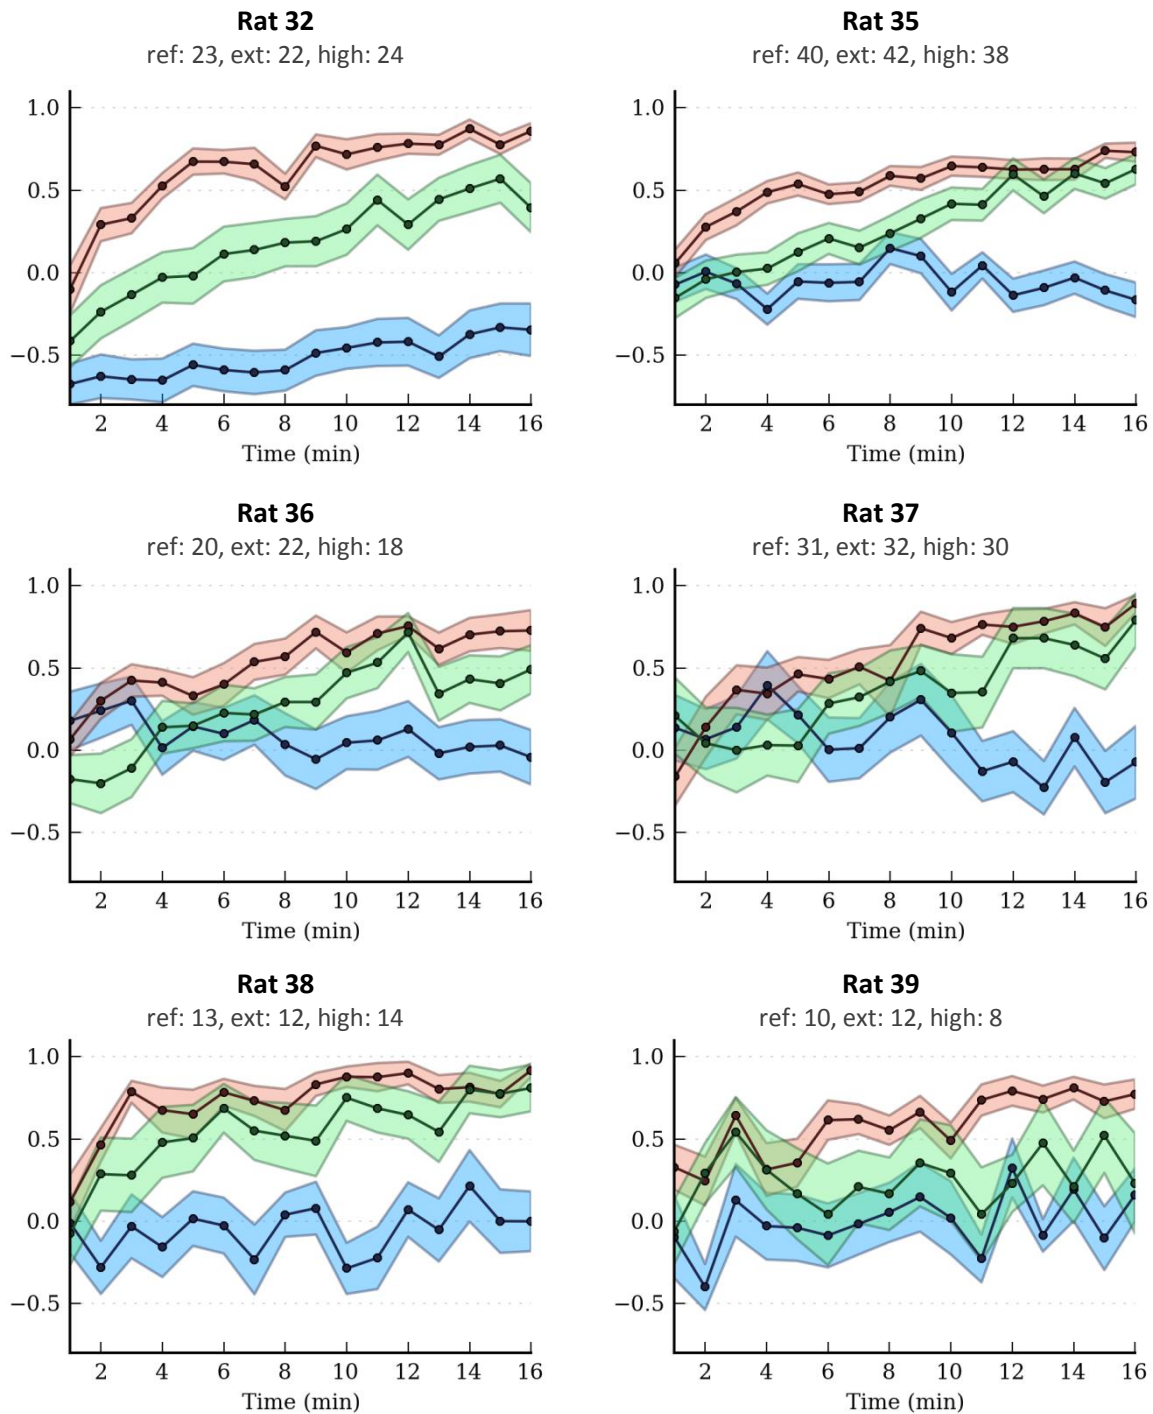 Rat 32
ref: 23, ext: 22, high: 24
1.0
0.5
0.0
−0.5
2 4 6 8 10 12 14 16
Time (min)
Rat 35
ref: 40, ext: 42, high: 38
1.0
0.5
0.0
−0.5
2 4 6 8 10 12 14 16
Time (min)
Rat 36
ref: 20, ext: 22, high: 18
1.0
0.5
0.0
−0.5
2 4 6 8 10 12 14 16
Time (min)
Rat 37
ref: 31, ext: 32, high: 30
1.0
0.5
0.0
−0.5
2 4 6 8 10 12 14 16
Time (min)
Rat 38
ref: 13, ext: 12, high: 14
1.0
0.5
0.0
−0.5
2 4 6 8 10 12 14 16
Time (min)
Rat 39
ref: 10, ext: 12, high: 8
1.0
0.5
0.0
−0.5
2 4 6 8 10 12 14 16
Time (min)